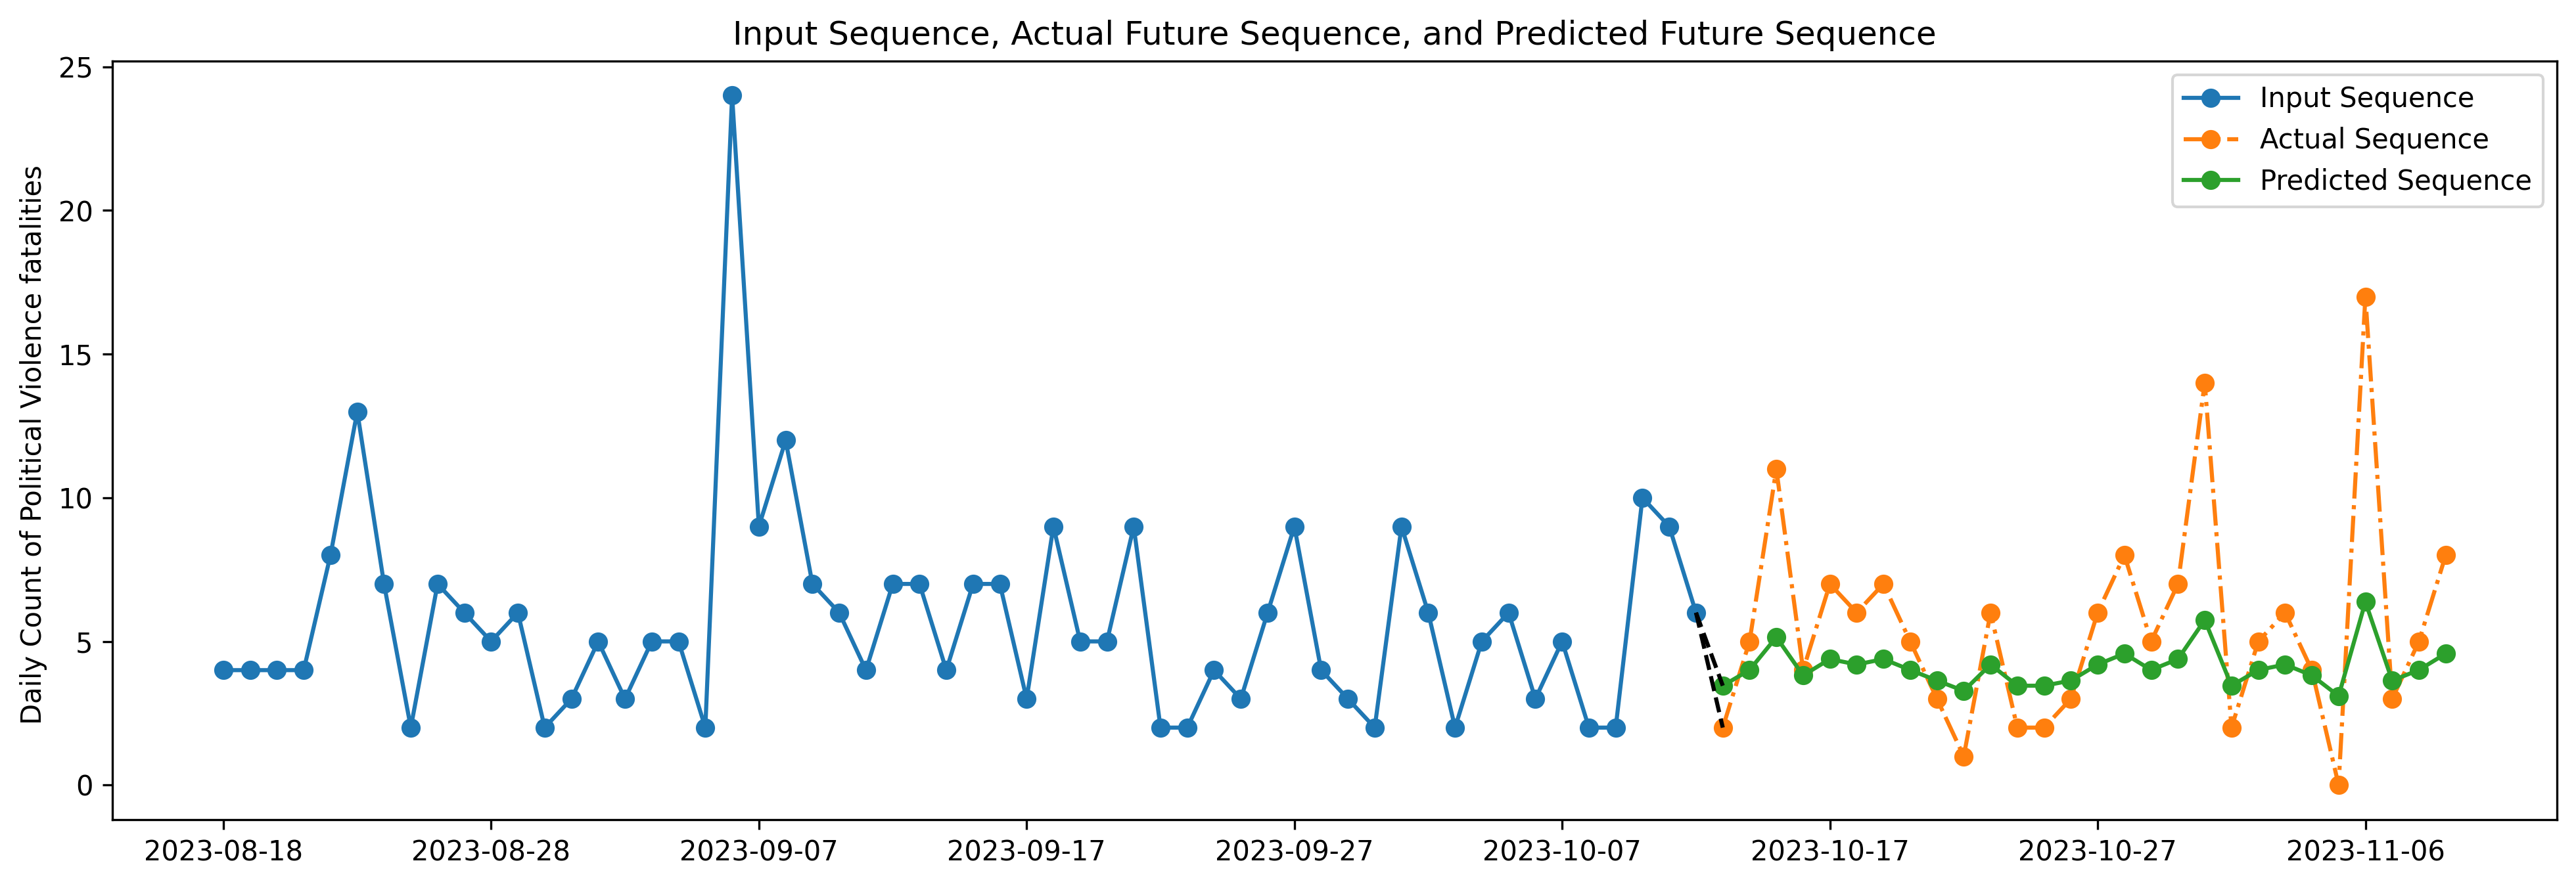 Input Sequence, Actual Future Sequence, and Predicted Future Sequence
Daily Count of Political Violence fatalities
25
20
15
10
5
0
Input Sequence
Actual Sequence
Predicted Sequence
2023-08-18 2023-08-28 2023-09-07 2023-09-17 2023-09-27 2023-10-07 2023-10-17 2023-10-27 2023-11-06